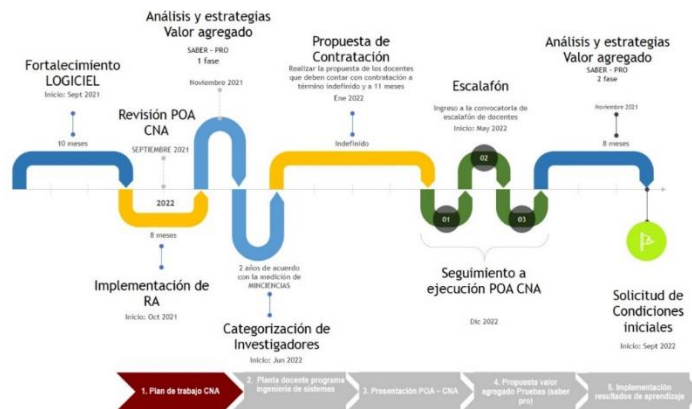 Fortalecimiento
LOGICIEL
Inicio: Sept 2021
10 meses
Revisión POA
CNA
SEPTIEMBRE 2021
2022
8 meses
Implementación de
RA
Inicio: Oct 2021
Análisis y estrategias
Valor agregado
SABER - PRO
1 fase
Noviembre 2021
2 años de acuerdo
con la medición de
MINCIENCIAS
Categorización de
Investigadores
Inicio: Jun 2022
Propuesta de
Contratación
Realizar la propuesta de los docentes
que deben contar con contratación a
término indefinido y a 11 meses
Ene 2022
Indefinido
Escalafón
Ingreso a la convocatoria de
escalafón de docentes
Inicio: May 2022
01
02
03
Seguimiento a
ejecución POA CNA
Dic 2022
Análisis y estrategias
Valor agregado
SABER - PRO
2 fase
Noviembre 2021
8 meses
Solicitud de
Condiciones
iniciales
Inicio: Sept 2022
1. Plan de trabajo CNA
2. Planta docente programa
ingeniería de sistemas
3. Presentación POA – CNA
4. Propuesta valor
agregado Pruebas (saber
pro)
5. Implementación
resultados de aprendizaje